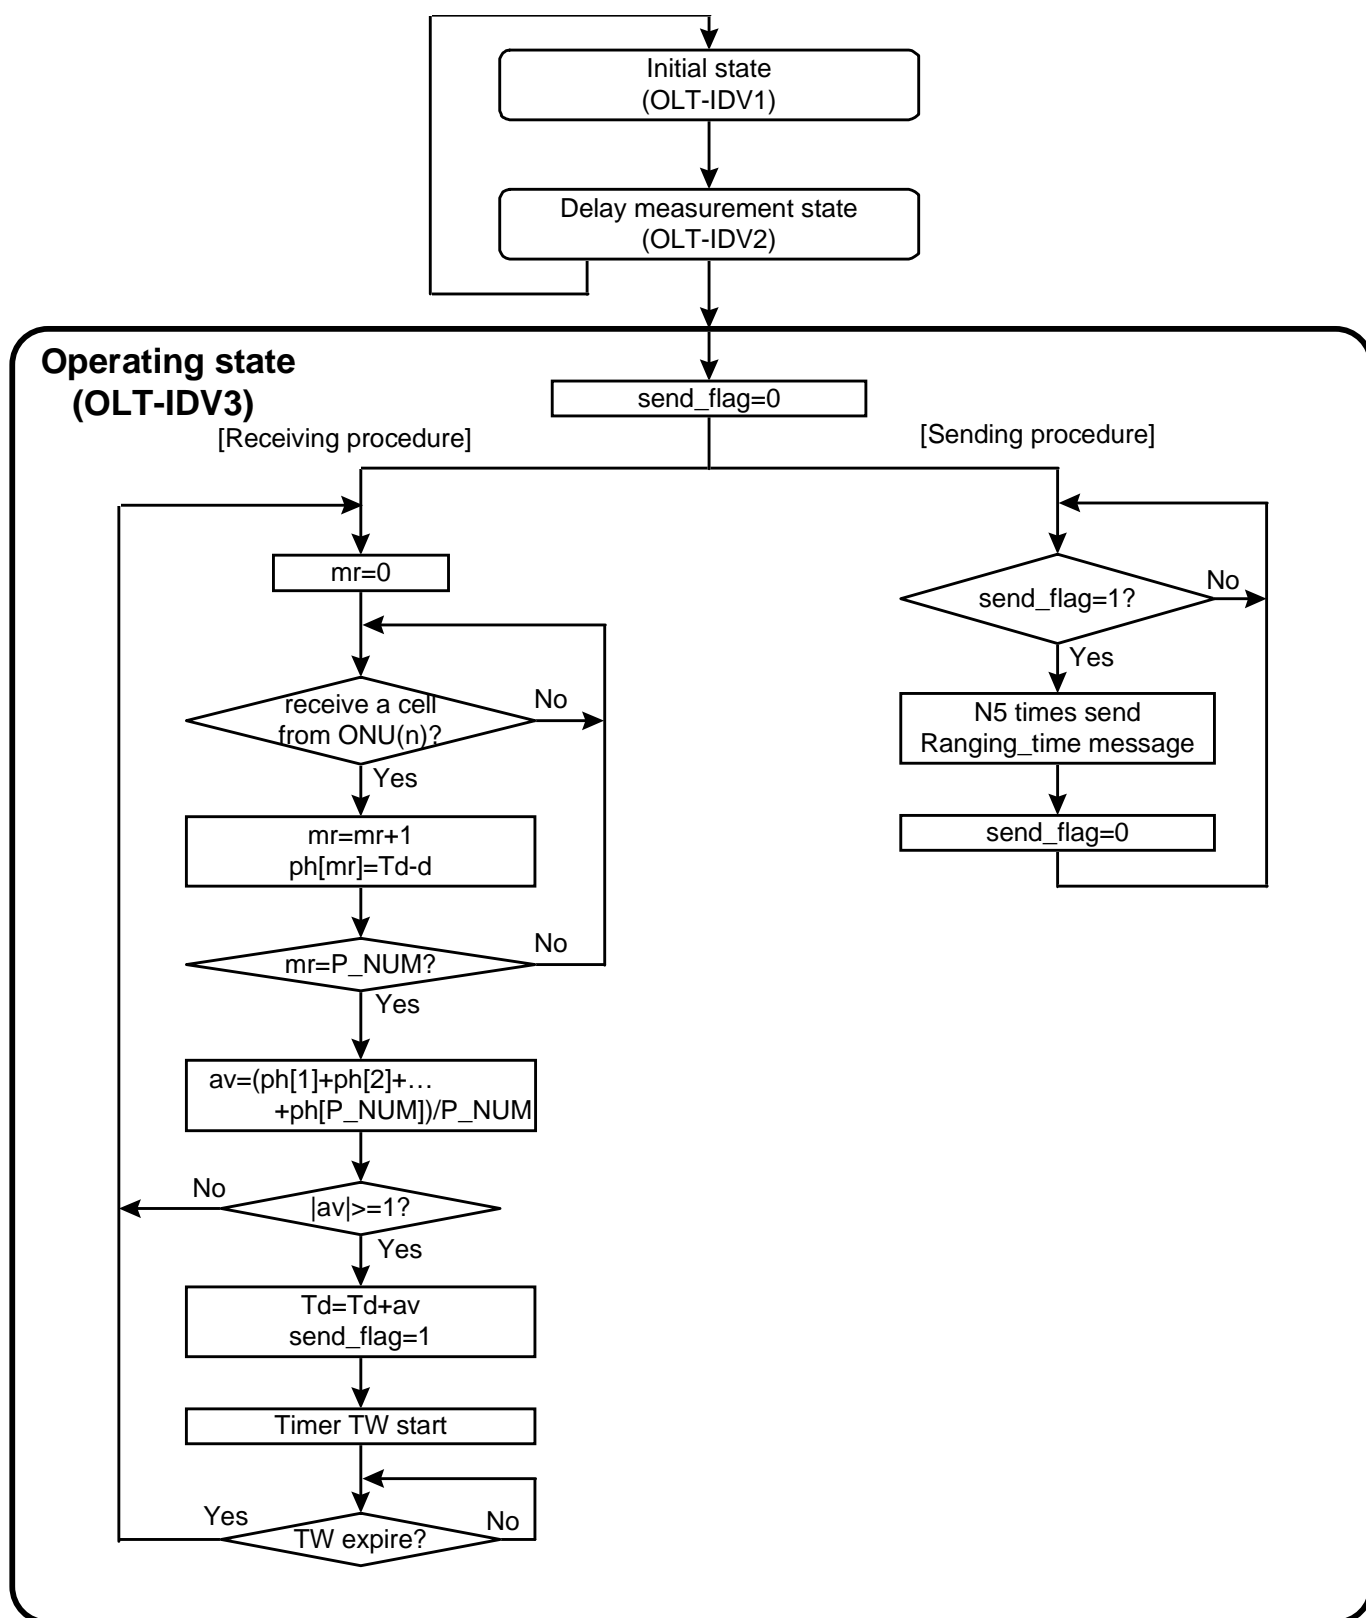 Initial state
(OLT-IDV1)
Delay measurement state
(OLT-IDV2)
Operating state
(OLT-IDV3)
send_flag=0
[Receiving procedure]
[Sending procedure]
mr=0
receive a cell
from ONU(n)?
No
Yes
mr=mr+1
ph[mr]=Td-d
mr=P_NUM?
No
Yes
av=(ph[1]+ph[2]+…
+ph[P_NUM])/P_NUM
No
|av|>=1?
Yes
Td=Td+av
send_flag=1
Timer TW start
Yes
TW expire?
No
send_flag=1?
No
Yes
N5 times send
Ranging_time message
send_flag=0